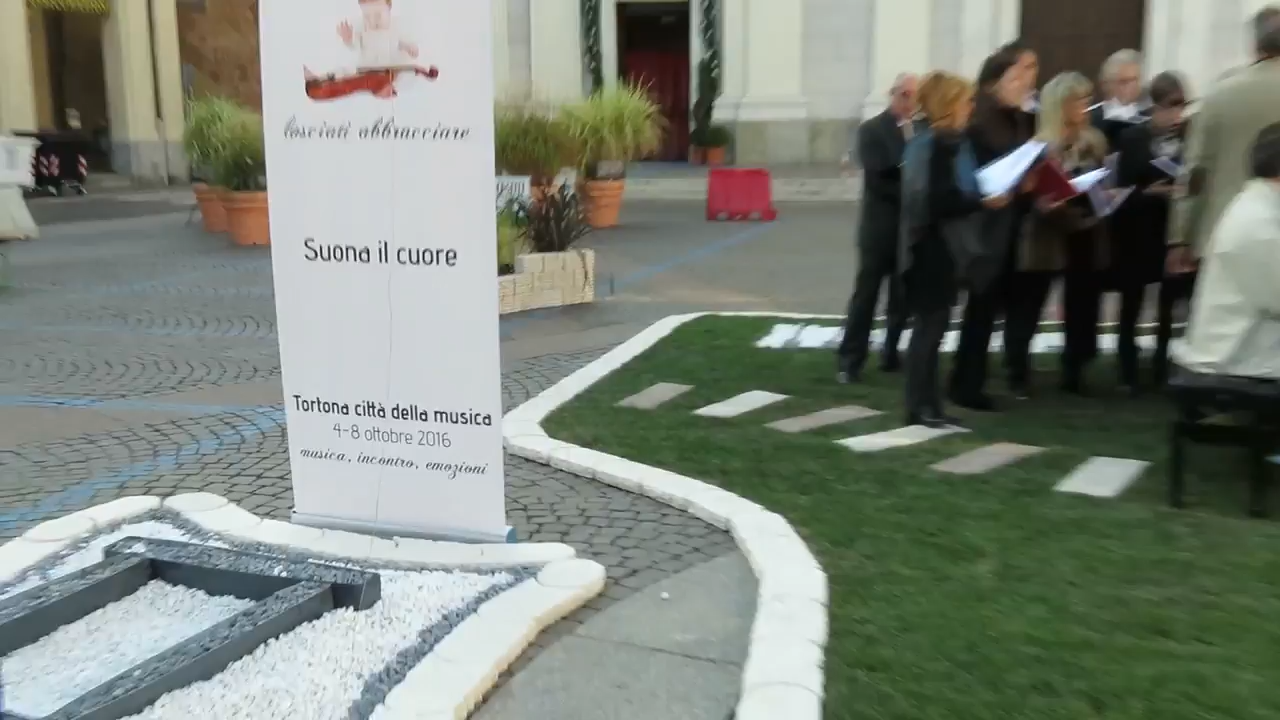 lasciati abbracciare
Suona il cuore
Tortona città della musica
4-8 ottobre 2016
musica, incontro, emozioni